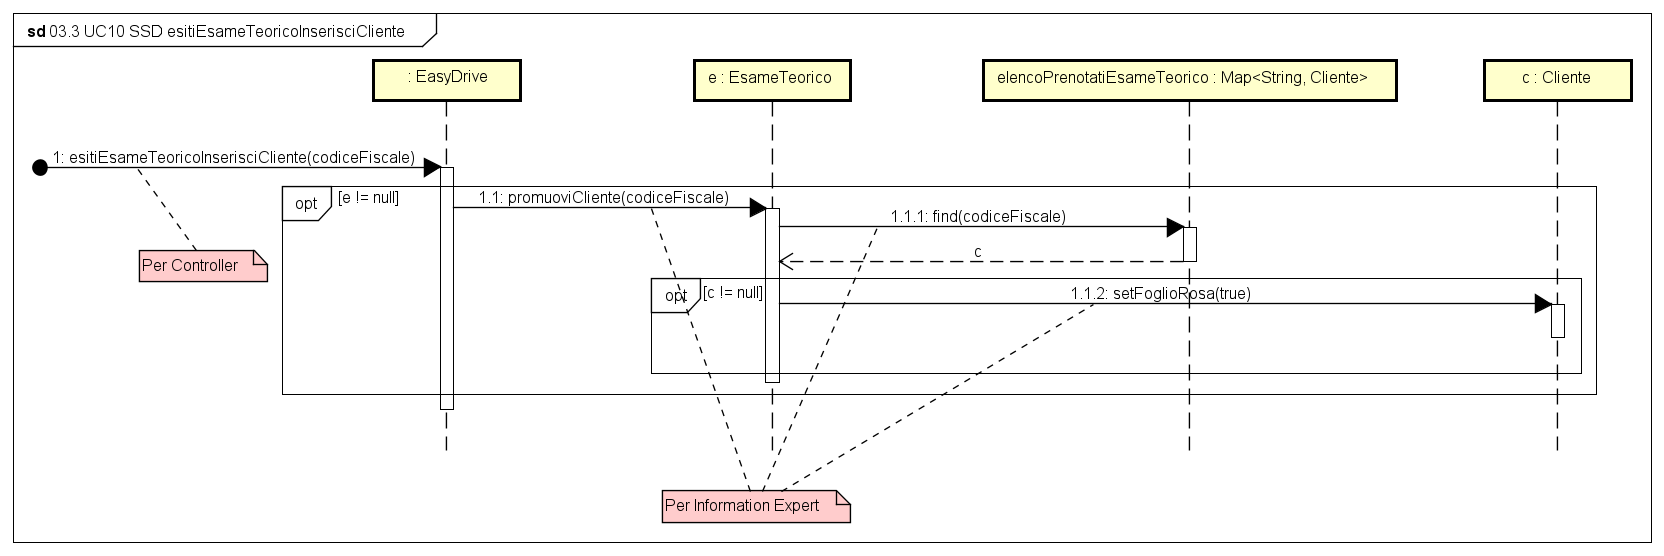 sd 03.3 UC10 SSD esitiEsameTeoricoInserisciCliente
: EasyDrive
e : EsameTeorico
elencoPrenotatiEsameTeorico : Map<String, Cliente>
c : Cliente
1: esitiEsameTeoricoInserisciCliente(codiceFiscale)
opt
[e != null]
1.1: promuoviCliente(codiceFiscale)
1.1.1: find(codiceFiscale)
c
Per Controller
opt
[c != null]
1.1.2: setFoglioRosa(true)
Per Information Expert